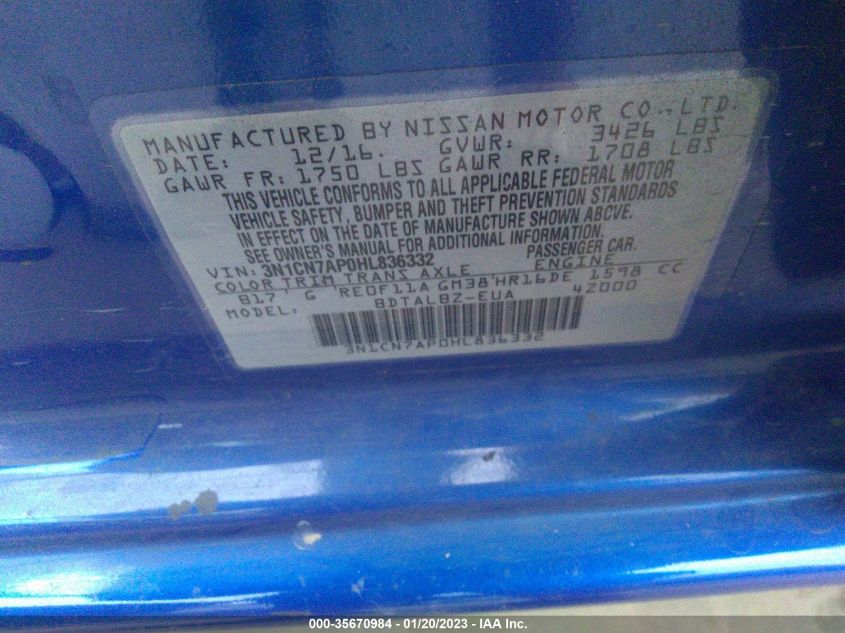 MANUFACTURED BY NISSAN MOTOR CO., LTD.
DATE: 12/16. GVWR: 3426 LBS
GAWR FR: 1750 LBS GAWR RR: 1708 LBS
THIS VEHICLE CONFORMS TO ALL APPLICABLE FEDERAL MOTOR
VEHICLE SAFETY, BUMPER AND THEFT PREVENTION STANDARDS
IN EFFECT ON THE DATE OF MANUFACTURE SHOWN ABOVE.
SEE OWNER'S MANUAL FOR ADDITIONAL INFORMATION.
VIN: 3N1CN7AP0HL836332 PASSENGER CAR.
COLOR TRIM TRANS AXLE ENGINE
B17 G RE0F11A GM38 HR16DE 1598 CC
MODEL: BDTALBZ-EUA 42000
3N1CN7AP0HL836332
000-35670984 - 01/20/2023 - IAA Inc.